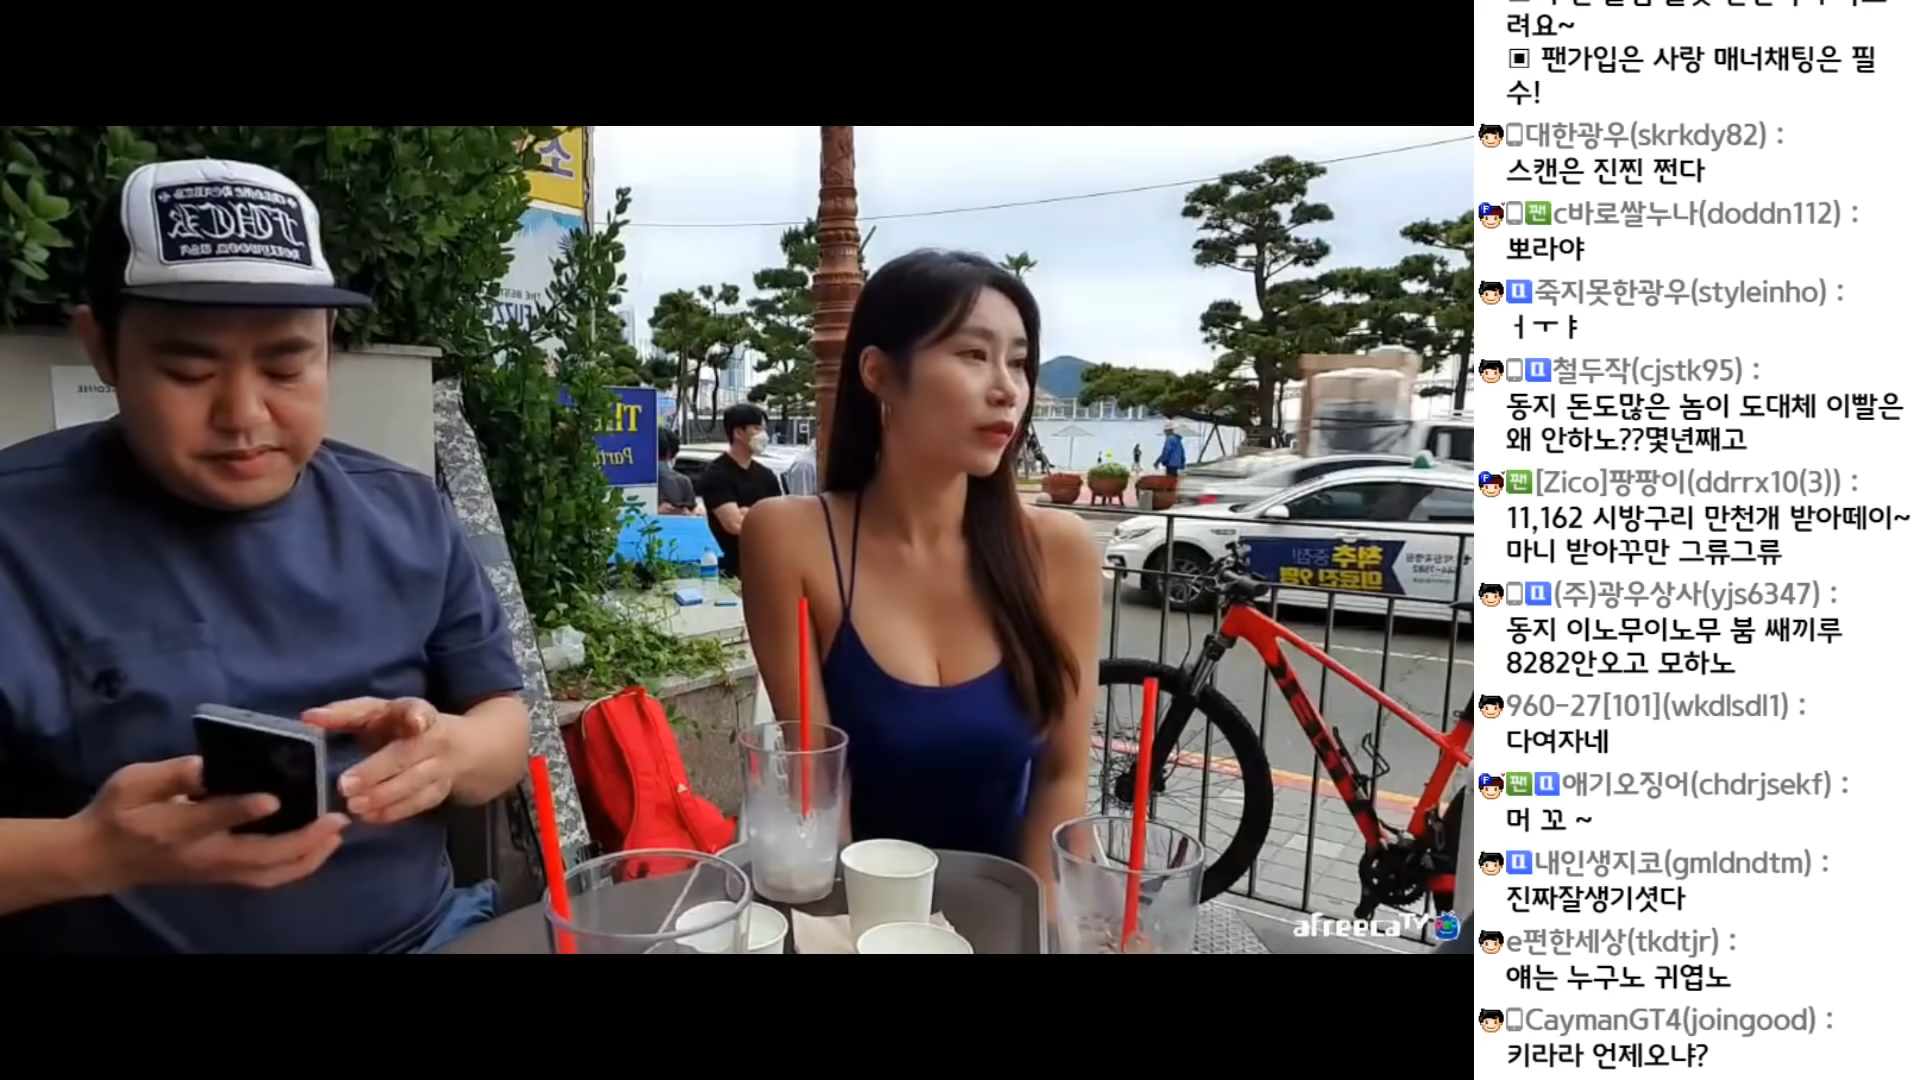 려요~
▣ 팬가입은 사랑 매너채팅은 필
수!
대한광우(skrkdy82) :
스캔은 진찐 쩐다
팬 c바로쌀누나(doddn112) :
뽀라야
죽지못한광우(styleinho) :
ㅓㅜㅑ
철두작(cjstk95) :
동지 돈도많은 놈이 도대체 이빨은
왜 안하노??몇년째고
팬 [Zico]팡팡이(ddrrx10(3)) :
11,162 시방구리 만천개 받아떼이~
마니 받아꾸만 그류그류
(주)광우상사(yjs6347) :
동지 이노무이노무 붐 쌔끼루
8282안오고 모하노
960-27[101](wkdlsdl1) :
다여자네
팬 애기오징어(chdrjsekf) :
머 꼬 ~
내인생지코(gmldndtm) :
진짜잘생기셧다
e편한세상(tkdtjr) :
얘는 누구노 귀엽노
CaymanGT4(joingood) :
키라라 언제오냐?
소
THE BEST
COFFEE
척추
afreecaTV